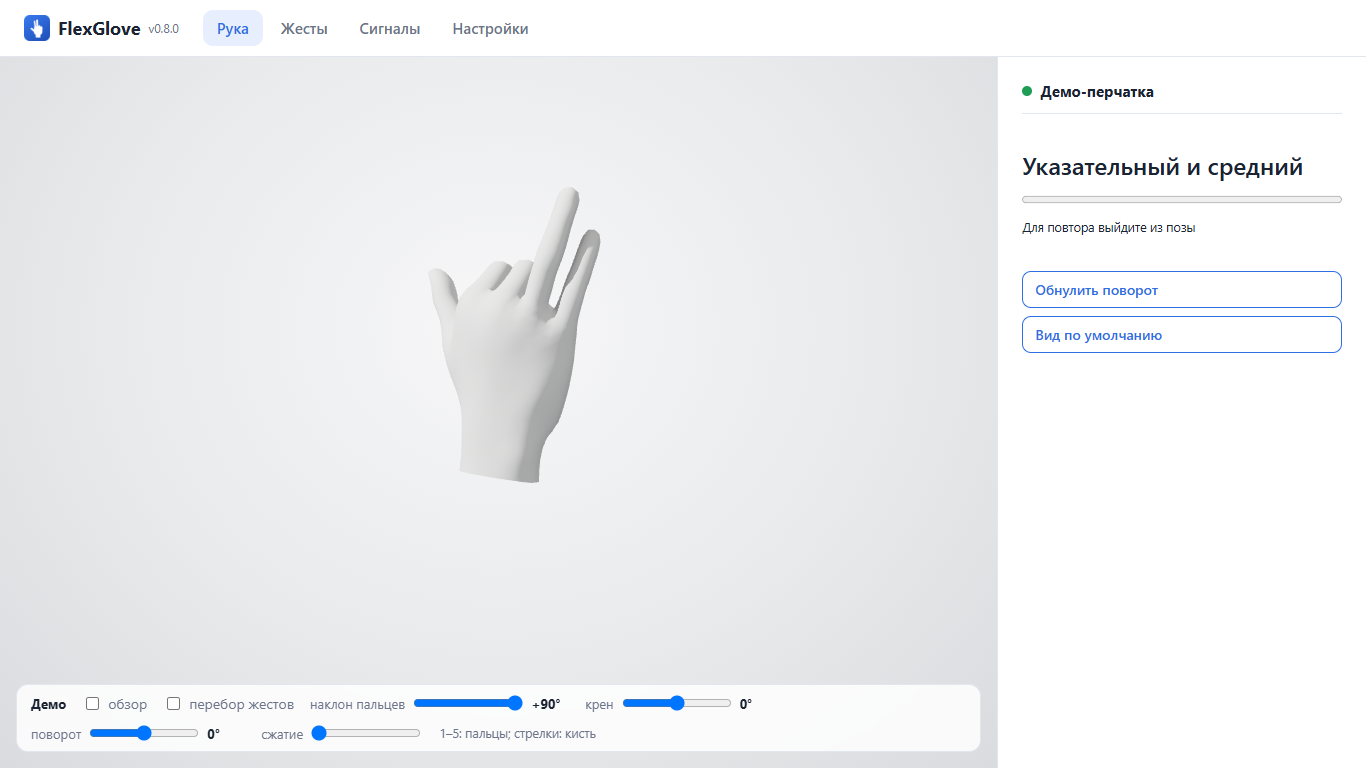 FlexGlove v0.8.0 Рука Жесты Сигналы Настройки
Демо-перчатка
Указательный и средний
Для повтора выйдите из позы
Обнулить поворот
Вид по умолчанию
Демо обзор перебор жестов наклон пальцев +90° крен 0°
поворот 0° сжатие 1–5: пальцы; стрелки: кисть